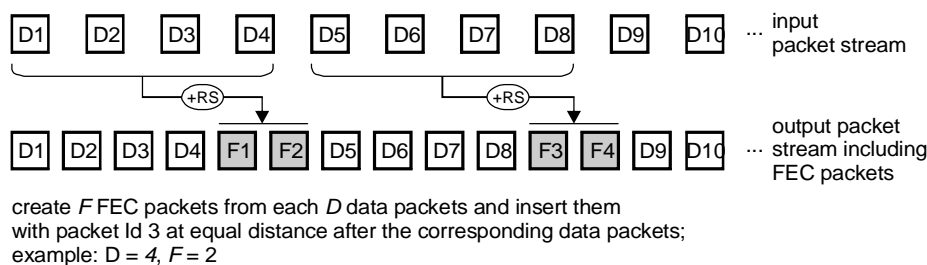 D1 D2 D3 D4 D5 D6 D7 D8 D9 D10 ... input
packet stream
+RS +RS
D1 D2 D3 D4 F1 F2 D5 D6 D7 D8 F3 F4 D9 D10 ... output packet
stream including
FEC packets
create F FEC packets from each D data packets and insert them
with packet Id 3 at equal distance after the corresponding data packets;
example: D = 4, F = 2